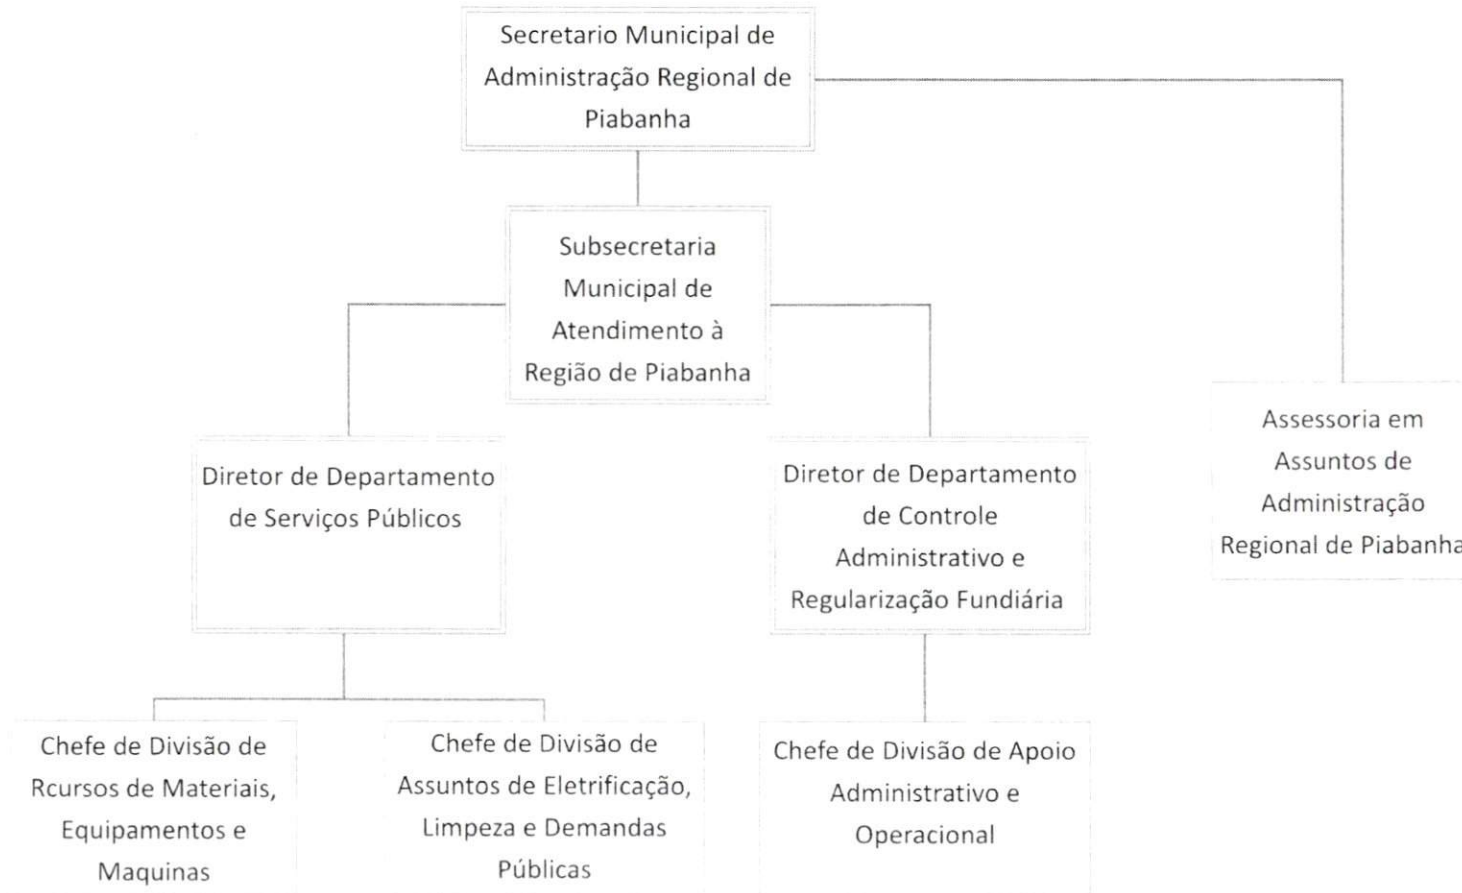 Secretario Municipal de
Administração Regional de
Piabanha
Subsecretaria
Municipal de
Atendimento à
Região de Piabanha
Assessoria em
Assuntos de
Administração
Regional de Piabanha
Diretor de Departamento
de Serviços Públicos
Diretor de Departamento
de Controle
Administrativo e
Regularização Fundiária
Chefe de Divisão de
Rcursos de Materiais,
Equipamentos e
Maquinas
Chefe de Divisão de
Assuntos de Eletrificação,
Limpeza e Demandas
Públicas
Chefe de Divisão de Apoio
Administrativo e
Operacional